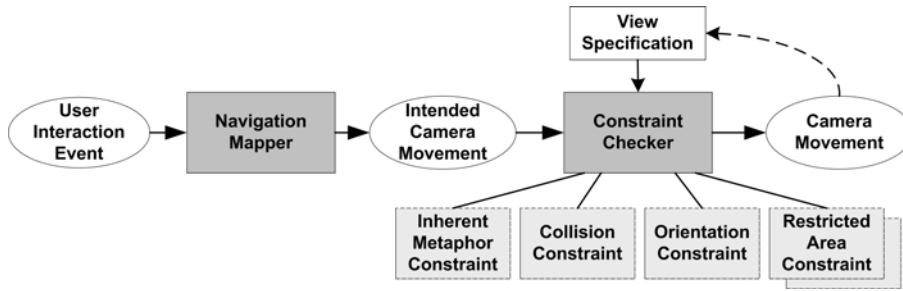 View
Specification
User
Interaction
Event
Navigation
Mapper
Intended
Camera
Movement
Constraint
Checker
Camera
Movement
Inherent
Metaphor
Constraint
Collision
Constraint
Orientation
Constraint
Restricted
Area
Constraint